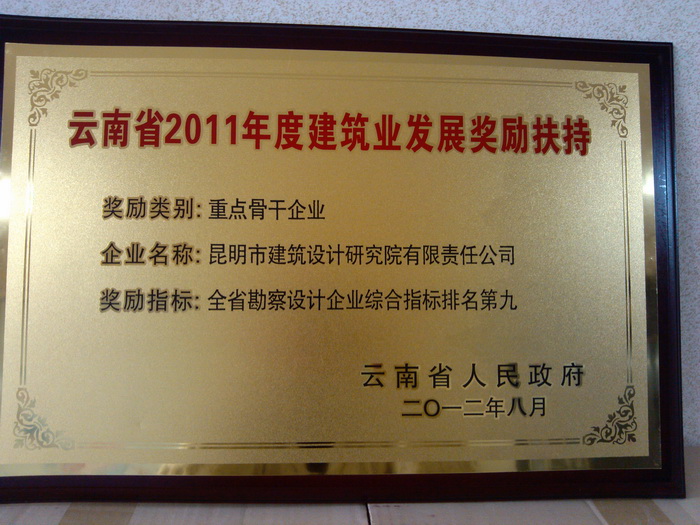 云南省2011年度建筑业发展奖励扶持
奖励类别:重点骨干企业
企业名称:昆明市建筑设计研究院有限责任公司
奖励指标:全省勘察设计企业综合指标排名第九
云南省人民政府
二〇一二年八月